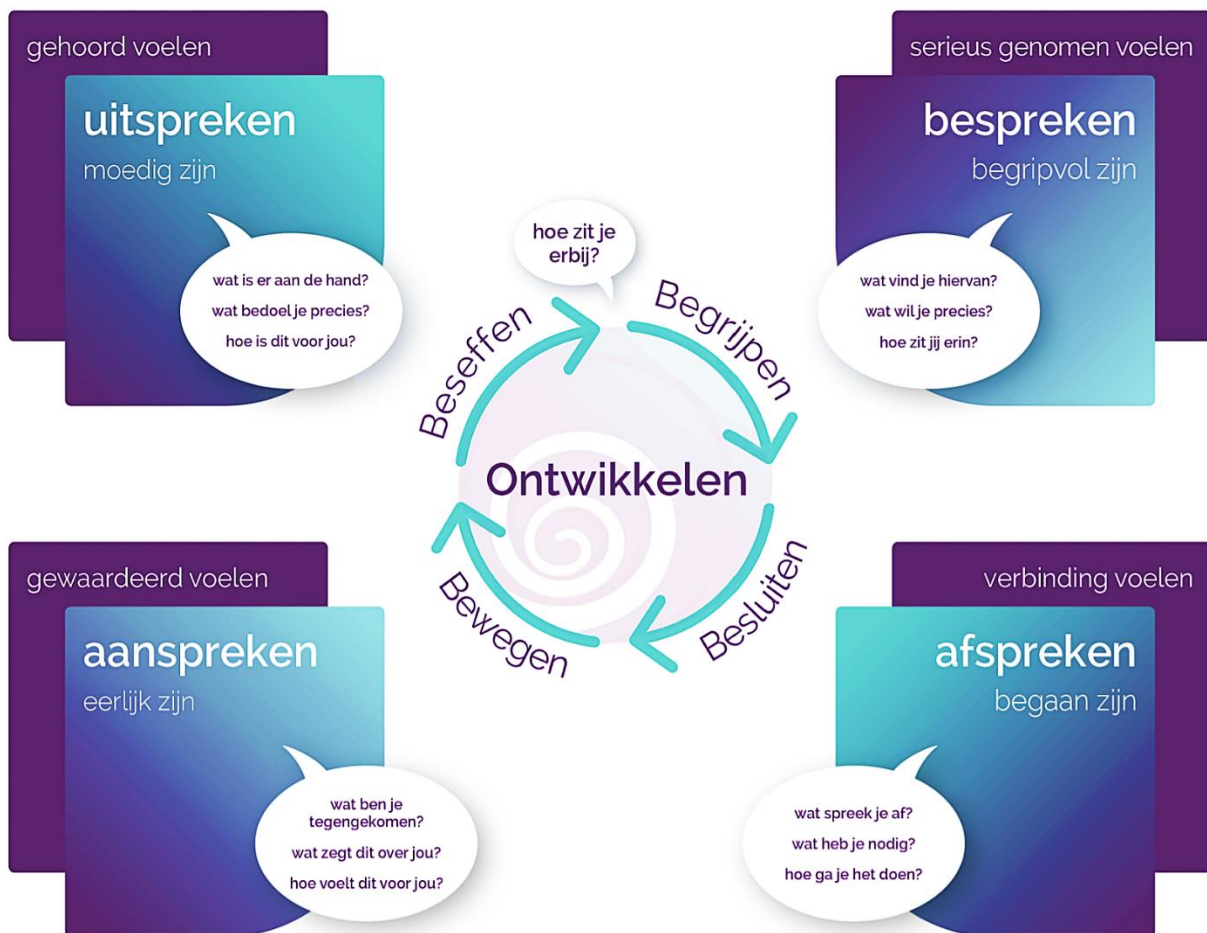 gehoord voelen
uitspreken
moedig zijn
wat is er aan de hand?
wat bedoel je precies?
hoe is dit voor jou?
serieus genomen voelen
bespreken
begripvol zijn
wat vind je hiervan?
wat wil je precies?
hoe zit jij erin?
hoe zit je
erbij?
Beseffen
Begrijpen
Ontwikkelen
Bewegen
Besluiten
gewaardeerd voelen
aanspreken
eerlijk zijn
wat ben je
tegengekomen?
wat zegt dit over jou?
hoe voelt dit voor jou?
verbinding voelen
afspreken
begaan zijn
wat spreek je af?
wat heb je nodig?
hoe ga je het doen?